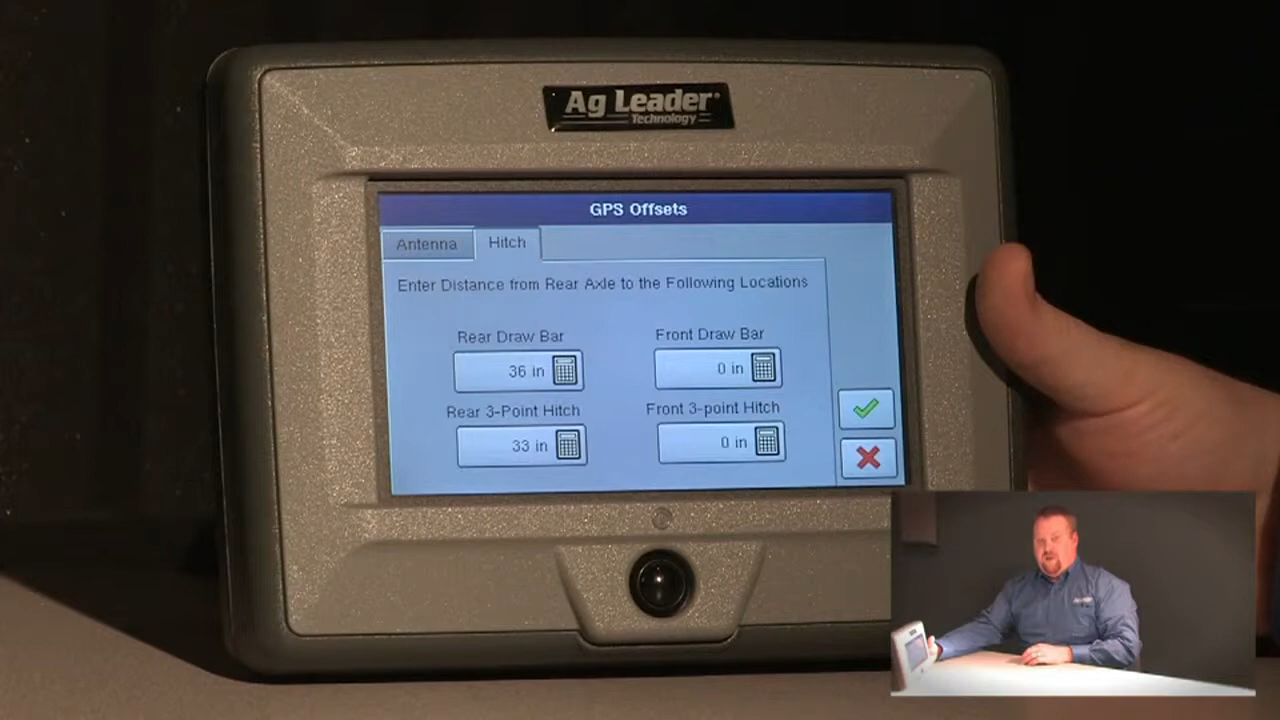 Ag Leader
Technology
GPS Offsets
Antenna Hitch
Enter Distance from Rear Axle to the Following Locations
Rear Draw Bar Front Draw Bar
36 in 0 in
Rear 3-Point Hitch Front 3-point Hitch
33 in 0 in